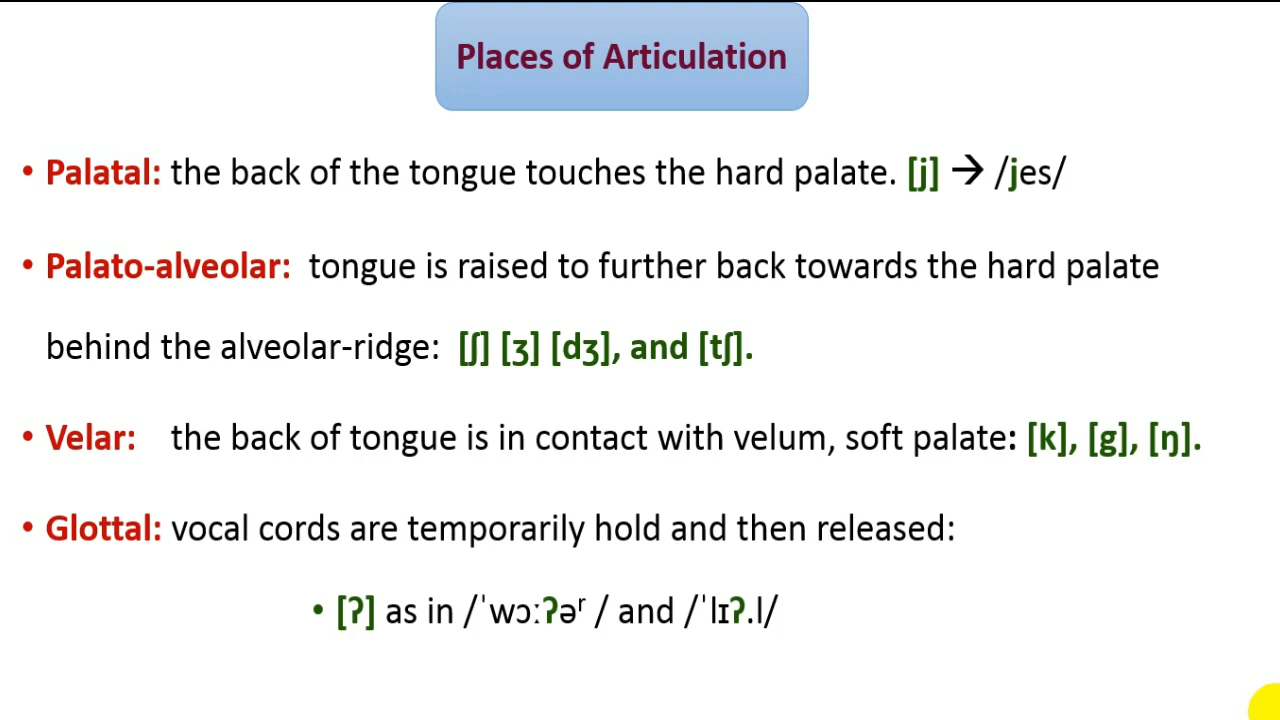 Places of Articulation
• Palatal: the back of the tongue touches the hard palate. [j] → /jes/
• Palato-alveolar: tongue is raised to further back towards the hard palate
behind the alveolar-ridge: [ʃ] [ʒ] [dʒ], and [tʃ].
• Velar: the back of tongue is in contact with velum, soft palate: [k], [g], [ŋ].
• Glottal: vocal cords are temporarily hold and then released:
• [ʔ] as in /ˈwɔːʔəʳ / and /ˈlɪʔ.l/